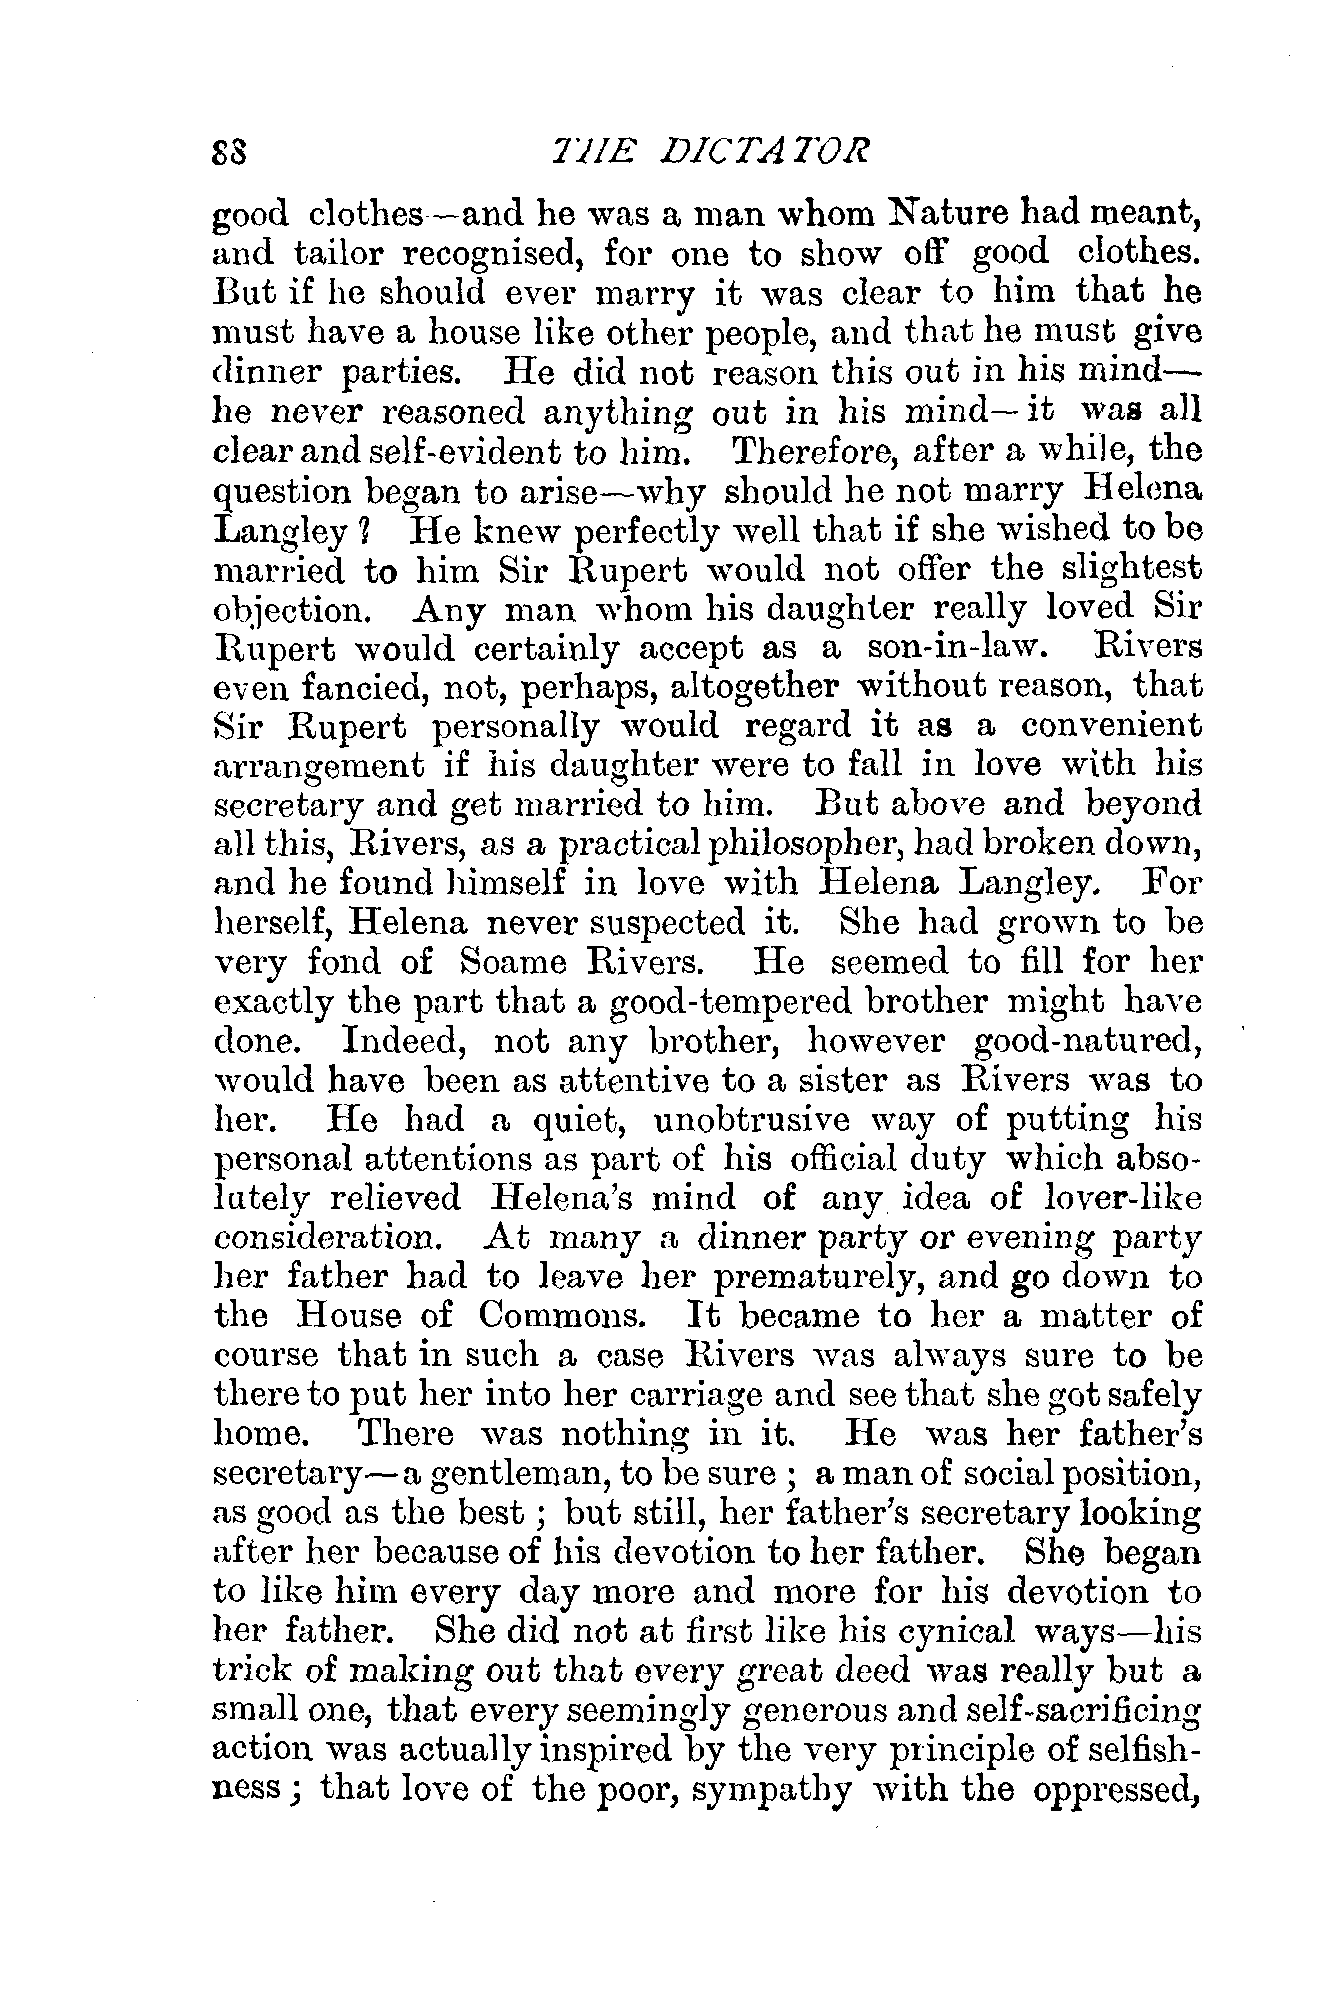 88 THE DICTATOR
good clothes—and he was a man whom Nature had meant,
and tailor recognised, for one to show off good clothes.
But if he should ever marry it was clear to him that he
must have a house like other people, and that he must give
dinner parties. He did not reason this out in his mind—
he never reasoned anything out in his mind—it was all
clear and self-evident to him. Therefore, after a while, the
question began to arise—why should he not marry Helena
Langley? He knew perfectly well that if she wished to be
married to him Sir Rupert would not offer the slightest
objection. Any man whom his daughter really loved Sir
Rupert would certainly accept as a son-in-law. Rivers
even fancied, not, perhaps, altogether without reason, that
Sir Rupert personally would regard it as a convenient
arrangement if his daughter were to fall in love with his
secretary and get married to him. But above and beyond
all this, Rivers, as a practical philosopher, had broken down,
and he found himself in love with Helena Langley. For
herself, Helena never suspected it. She had grown to be
very fond of Soame Rivers. He seemed to fill for her
exactly the part that a good-tempered brother might have
done. Indeed, not any brother, however good-natured,
would have been as attentive to a sister as Rivers was to
her. He had a quiet, unobtrusive way of putting his
personal attentions as part of his official duty which abso-
lutely relieved Helena's mind of any idea of lover-like
consideration. At many a dinner party or evening party
her father had to leave her prematurely, and go down to
the House of Commons. It became to her a matter of
course that in such a case Rivers was always sure to be
there to put her into her carriage and see that she got safely
home. There was nothing in it. He was her father's
secretary—a gentleman, to be sure; a man of social position,
as good as the best; but still, her father's secretary looking
after her because of his devotion to her father. She began
to like him every day more and more for his devotion to
her father. She did not at first like his cynical ways—his
trick of making out that every great deed was really but a
small one, that every seemingly generous and self-sacrificing
action was actually inspired by the very principle of selfish-
ness; that love of the poor, sympathy with the oppressed,